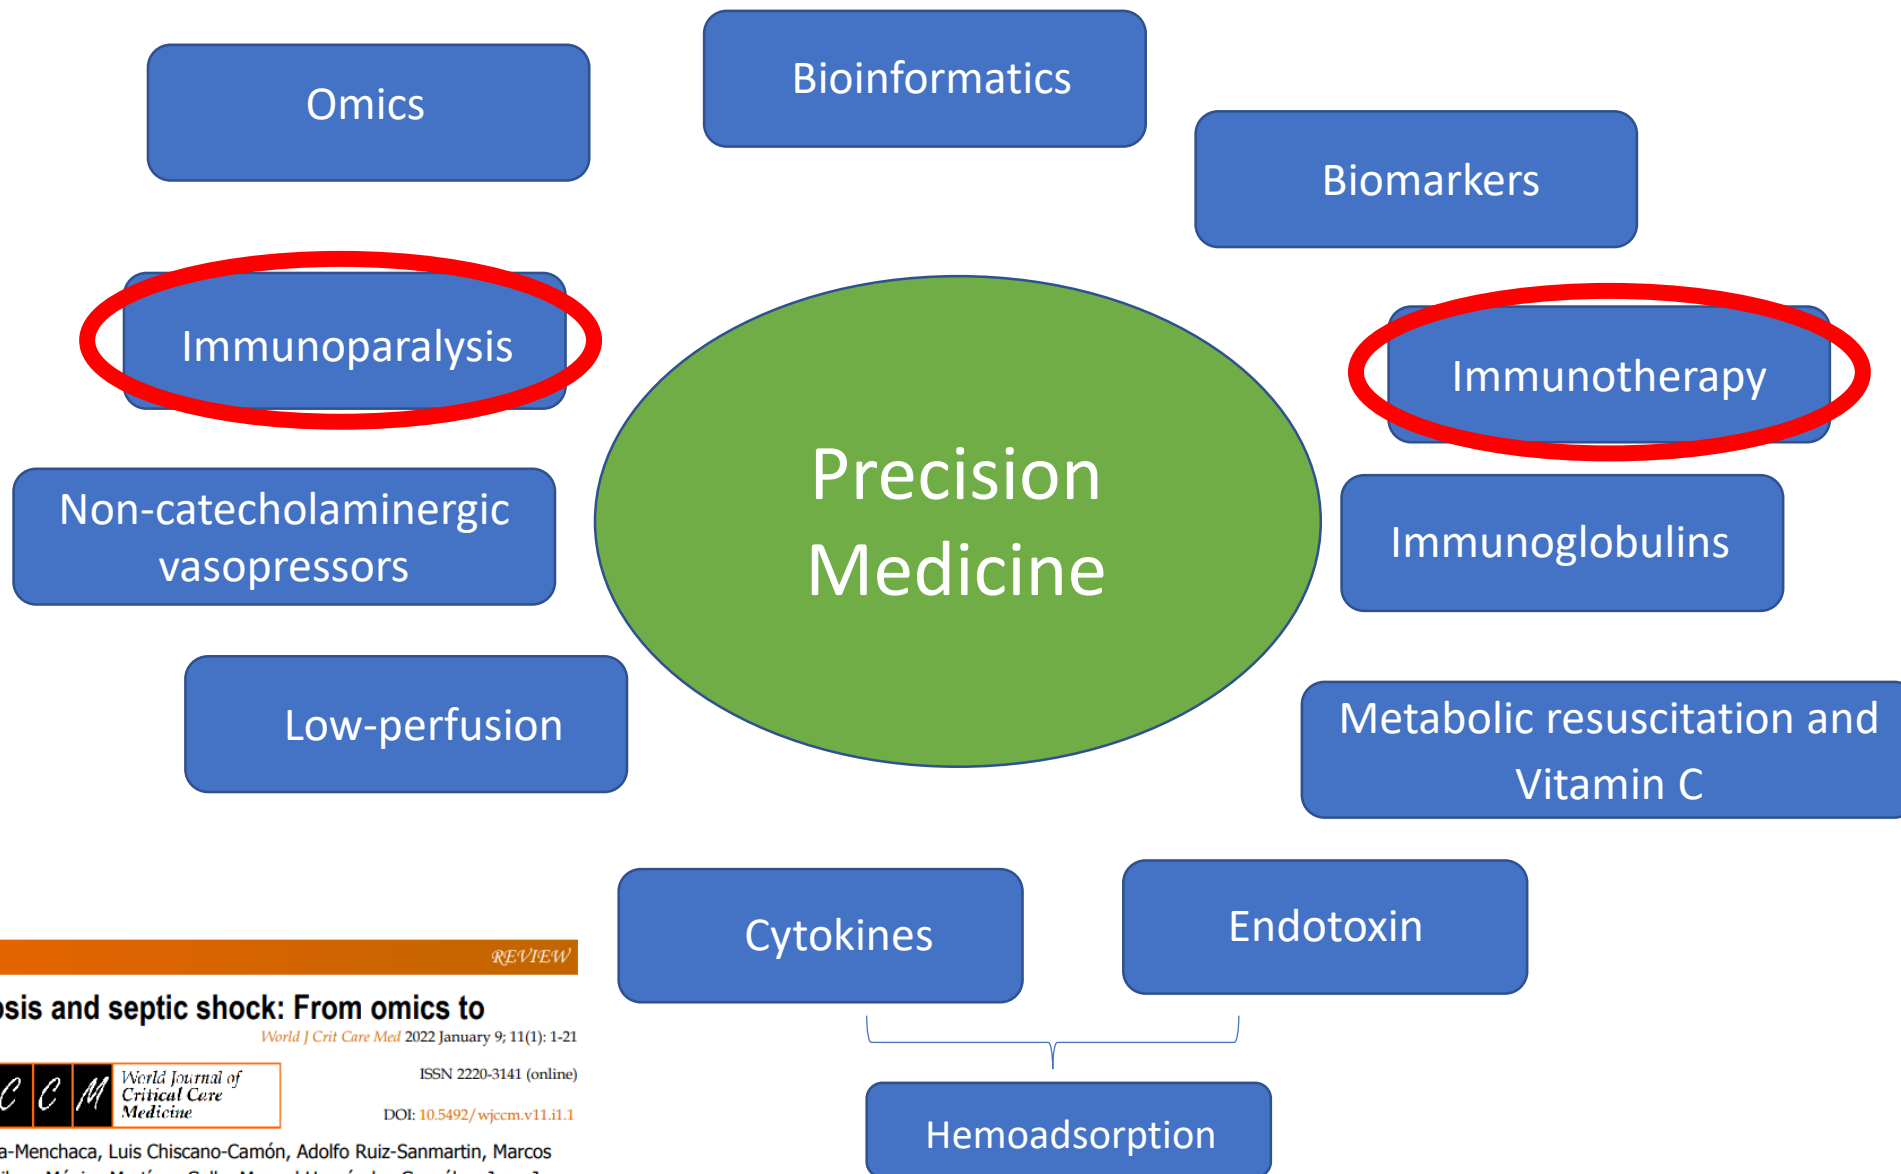 Omics
Bioinformatics
Biomarkers
Immunoparalysis
Immunotherapy
Precision
Medicine
Non-catecholaminergic
vasopressors
Immunoglobulins
Low-perfusion
Metabolic resuscitation and
Vitamin C
Cytokines
Endotoxin
Hemoadsorption
REVIEW
and septic shock: From omics to
World J Crit Care Med 2022 January 9; 11(1): 1-21
C C M
World Journal of
Critical Care
Medicine
ISSN 2220-3141 (online)
DOI: 10.5492/wjccm.v11.i1.1
a-Menchaca, Luis Chiscano-Camón, Adolfo Ruiz-Sanmartin, Marcos